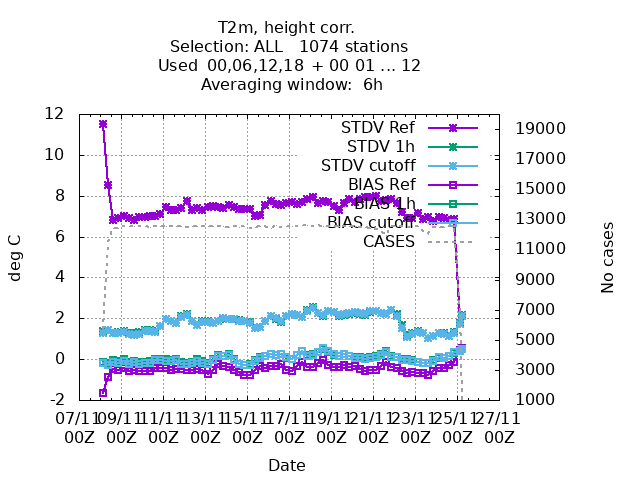 T2m, height corr.
Selection: ALL   1074 stations
Used  00,06,12,18  + 00 01 ... 12
Averaging window:  6h
deg C
12
10
8
6
4
2
0
-2
STDV Ref
STDV 1h
STDV cutoff
BIAS Ref
BIAS 1h
BIAS cutoff
CASES
19000
17000
15000
13000
11000
9000
7000
5000
3000
1000
No cases
07/11 09/11 11/11 13/11 15/11 17/11 19/11 21/11 23/11 25/11 27/11
00Z 00Z 00Z 00Z 00Z 00Z 00Z 00Z 00Z 00Z 00Z
Date